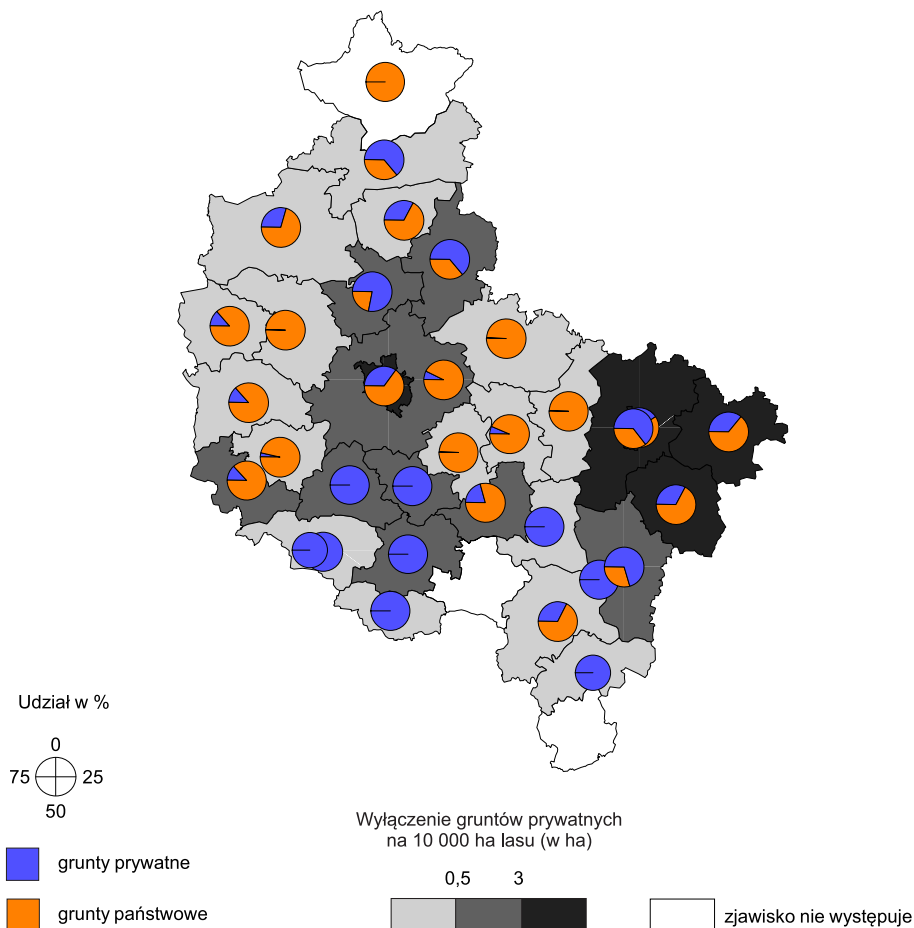 Udział w %
0
75 25
50
grunty prywatne
grunty państwowe
Wyłączenie gruntów prywatnych
na 10 000 ha lasu (w ha)
0,5 3
zjawisko nie występuje